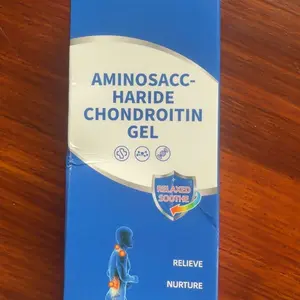 AMINOSACC-
HARIDE
CHONDROITIN
GEL
RELAXED
SOOTHE
RELIEVE
NURTURE